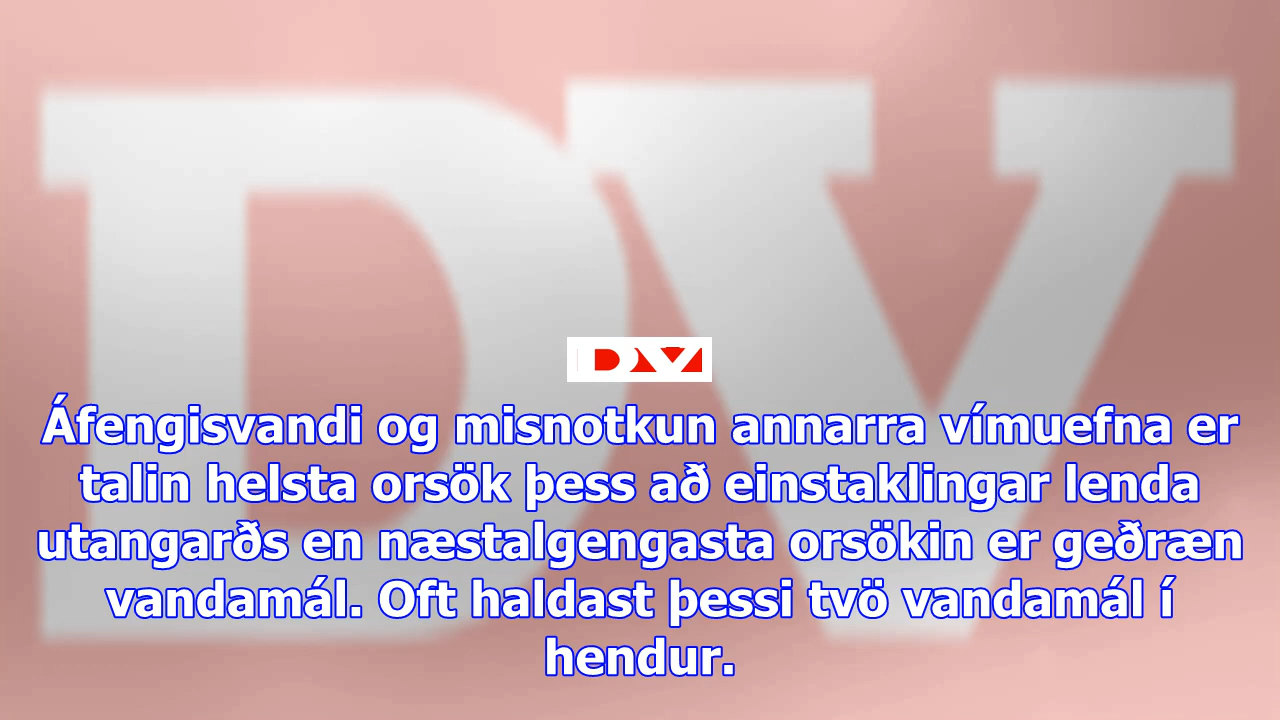 DV
DV
Áfengisvandi og misnotkun annarra vímuefna er
talin helsta orsök þess að einstaklingar lenda
utangarðs en næstalgengasta orsökin er geðræn
vandamál. Oft haldast þessi tvö vandamál í
hendur.